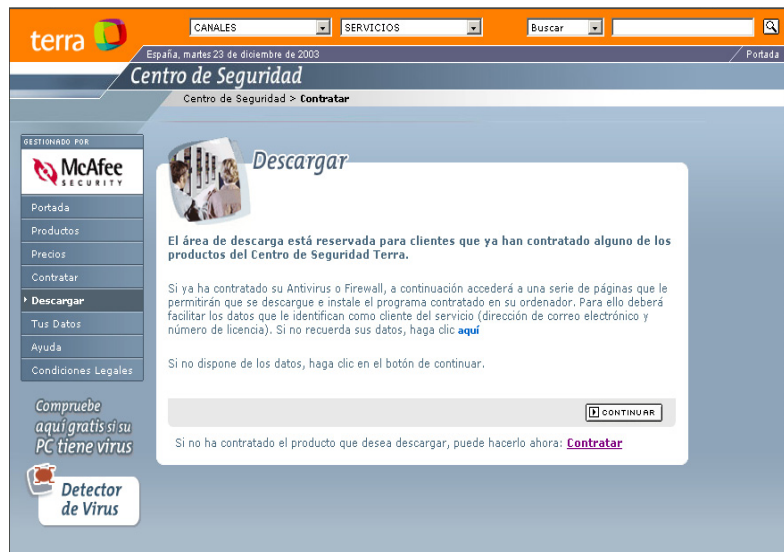 terra
CANALES
SERVICIOS
Buscar
España, martes 23 de diciembre de 2003
Portada
Centro de Seguridad
Centro de Seguridad > Contratar
GESTIONADO POR
McAfee
SECURITY
Portada
Productos
Precios
Contratar
Descargar
Tus Datos
Ayuda
Condiciones Legales
Compruebe
aquí gratis si su
PC tiene virus
Detector
de Virus
Descargar
El área de descarga está reservada para clientes que ya han contratado alguno de los
productos del Centro de Seguridad Terra.
Si ya ha contratado su Antivirus o Firewall, a continuación accederá a una serie de páginas que le
permitirán que se descargue e instale el programa contratado en su ordenador. Para ello deberá
facilitar los datos que le identifican como cliente del servicio (dirección de correo electrónico y
número de licencia). Si no recuerda sus datos, haga clic aquí
Si no dispone de los datos, haga clic en el botón de continuar.
CONTINUAR
Si no ha contratado el producto que desea descargar, puede hacerlo ahora: Contratar